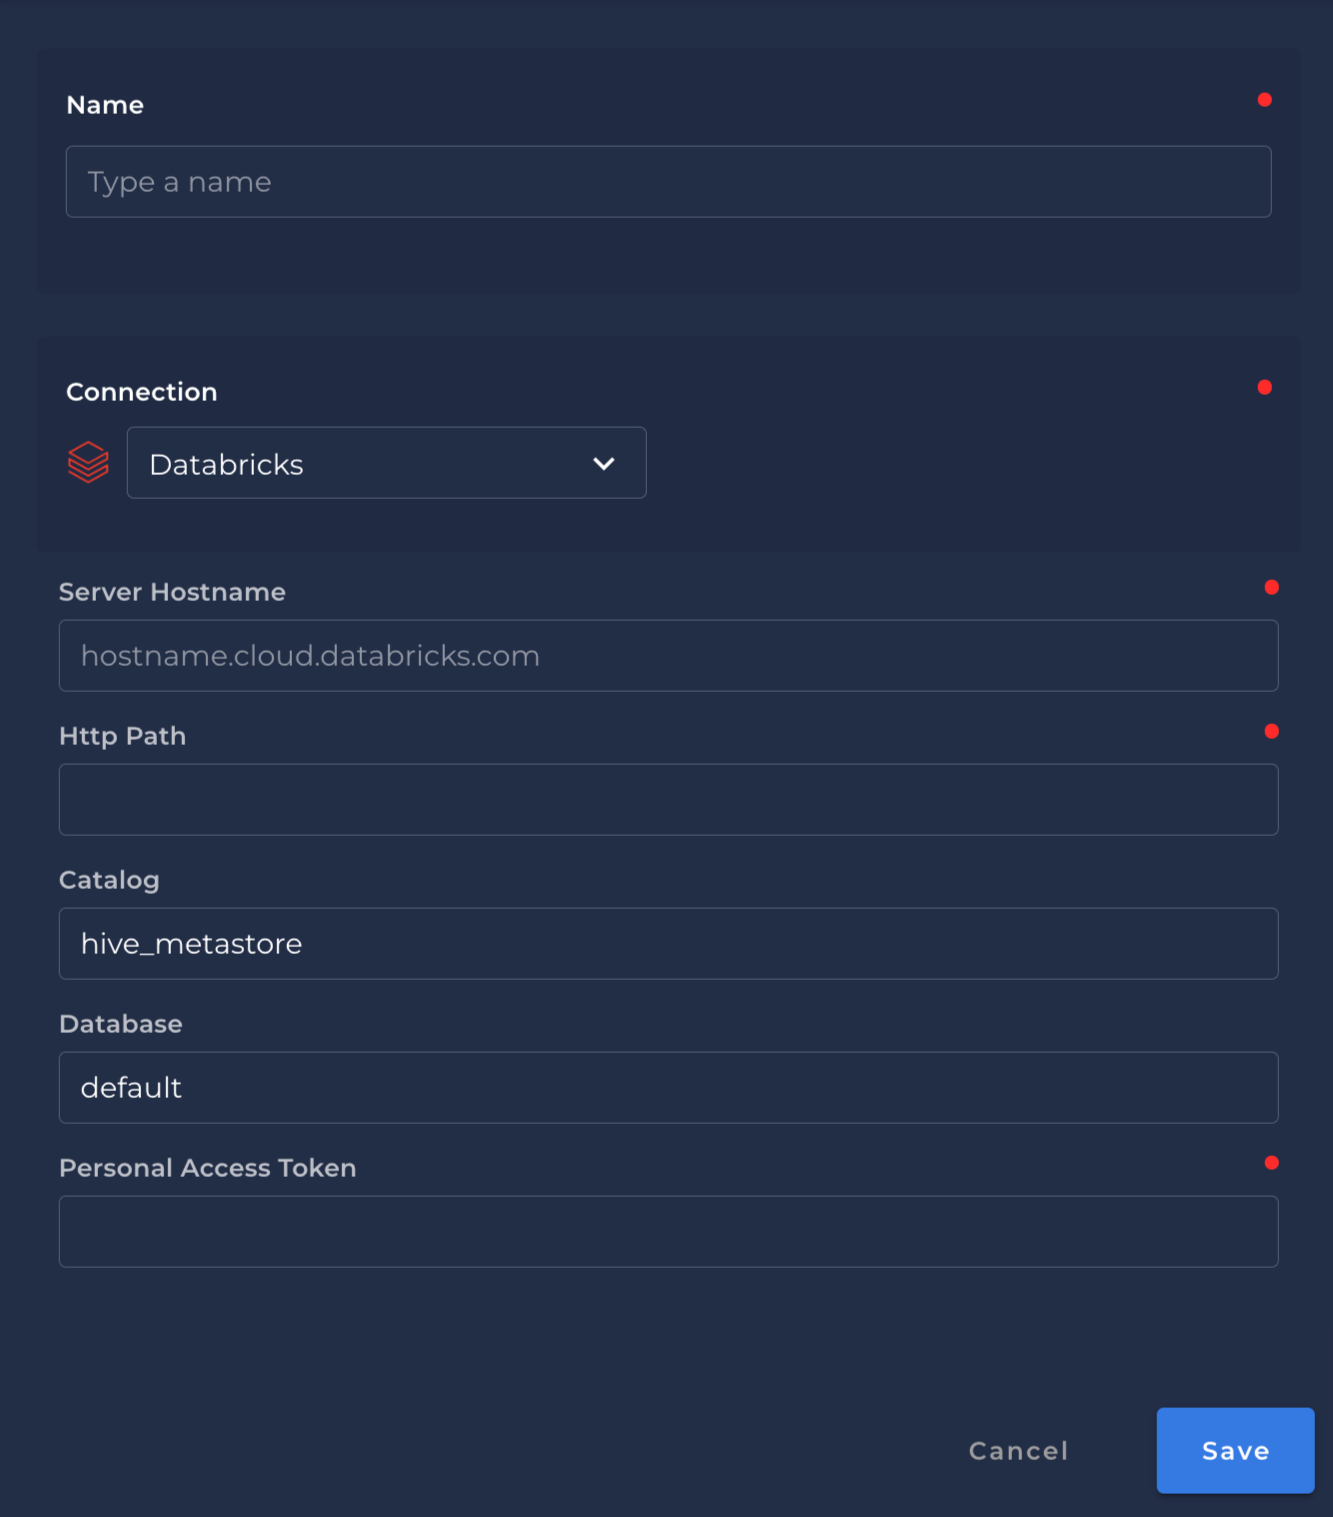 Name
Type a name
Connection
Databricks
Server Hostname
hostname.cloud.databricks.com
Http Path
Catalog
hive_metastore
Database
default
Personal Access Token
Cancel
Save